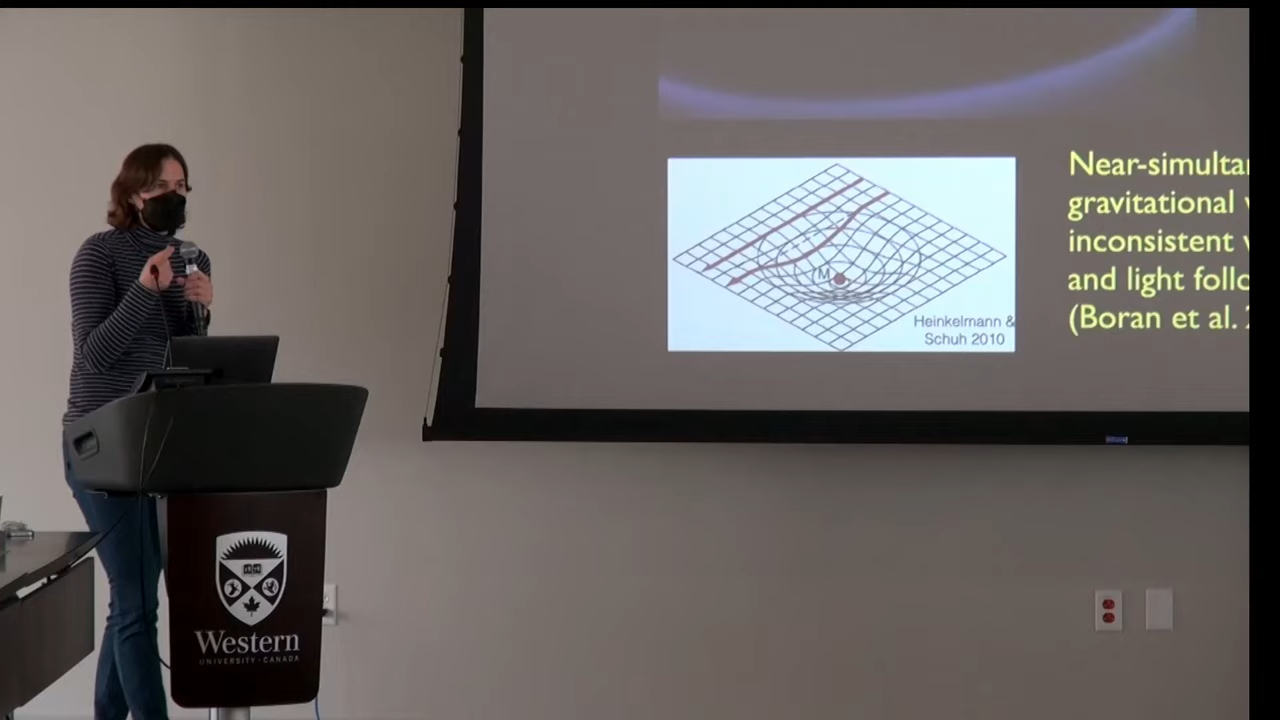 M
Heinkelmann &
Schuh 2010
Near-simulta
gravitational
inconsistent
and light follo
(Boran et al.
Western
UNIVERSITY · CANADA